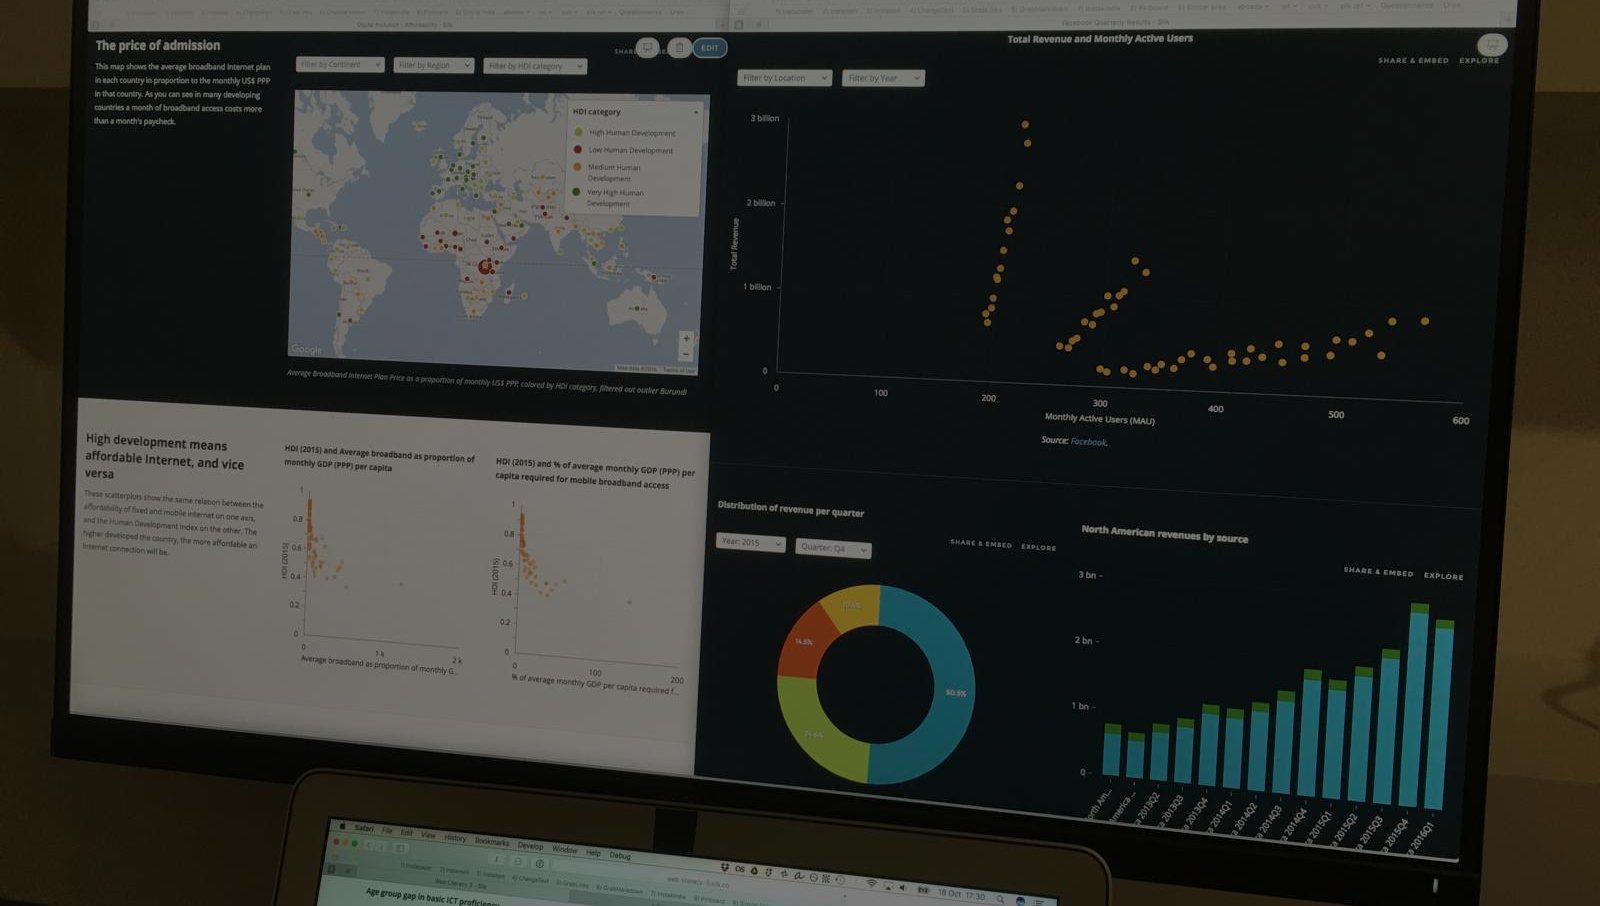 Facebook Quarterly Results - Silk
The price of admission
This map shows the average broadband Internet plan
in each country in proportion to the monthly US$ PPP
in that country. As you can see in many developing
countries a month of broadband access costs more
than a month's paycheck.
EDIT
Filter by Continent
Filter by Region
Filter by HDI category
HDI category
High Human Development
Low Human Development
Medium Human
Development
Very High Human
Development
Google
Map data ©2016 Terms of Use
Average Broadband Internet Plan Price as a proportion of monthly US$ PPP, colored by HDI category, filtered out outlier Burundi
Total Revenue and Monthly Active Users
SHARE & EMBED EXPLORE
Filter by Location
Filter by Year
3 billion
2 billion
1 billion
0
Total Revenue
0
100
200
300
400
500
600
Monthly Active Users (MAU)
Source: Facebook.
High development means
affordable Internet, and vice
versa
These scatterplots show the same relation between the
affordability of fixed and mobile internet on one axis,
and the Human Development Index on the other. The
higher developed the country, the more affordable an
Internet connection will be.
HDI (2015) and Average broadband as proportion of
monthly GDP (PPP) per capita
1
0.8
0.6
0.4
0.2
0
HDI (2015)
0
1 k
2 k
Average broadband as proportion of monthly G...
HDI (2015) and % of average monthly GDP (PPP) per
capita required for mobile broadband access
1
0.8
0.6
0.4
0.2
0
HDI (2015)
0
100
200
% of average monthly GDP per capita required f...
Distribution of revenue per quarter
Year: 2015
Quarter: Q4
SHARE & EMBED EXPLORE
50.5%
14.5%
North American revenues by source
SHARE & EMBED EXPLORE
3 bn
2 bn
1 bn
0
a 2013Q2
a 2013Q3
a 2013Q4
a 2014Q1
a 2014Q2
a 2014Q3
a 2014Q4
a 2015Q1
a 2015Q2
a 2015Q3
a 2015Q4
a 2016Q1
Safari File Edit View History Bookmarks Develop Window Help Debug
18 Oct 17:30
Age group gap in basic ICT proficiency